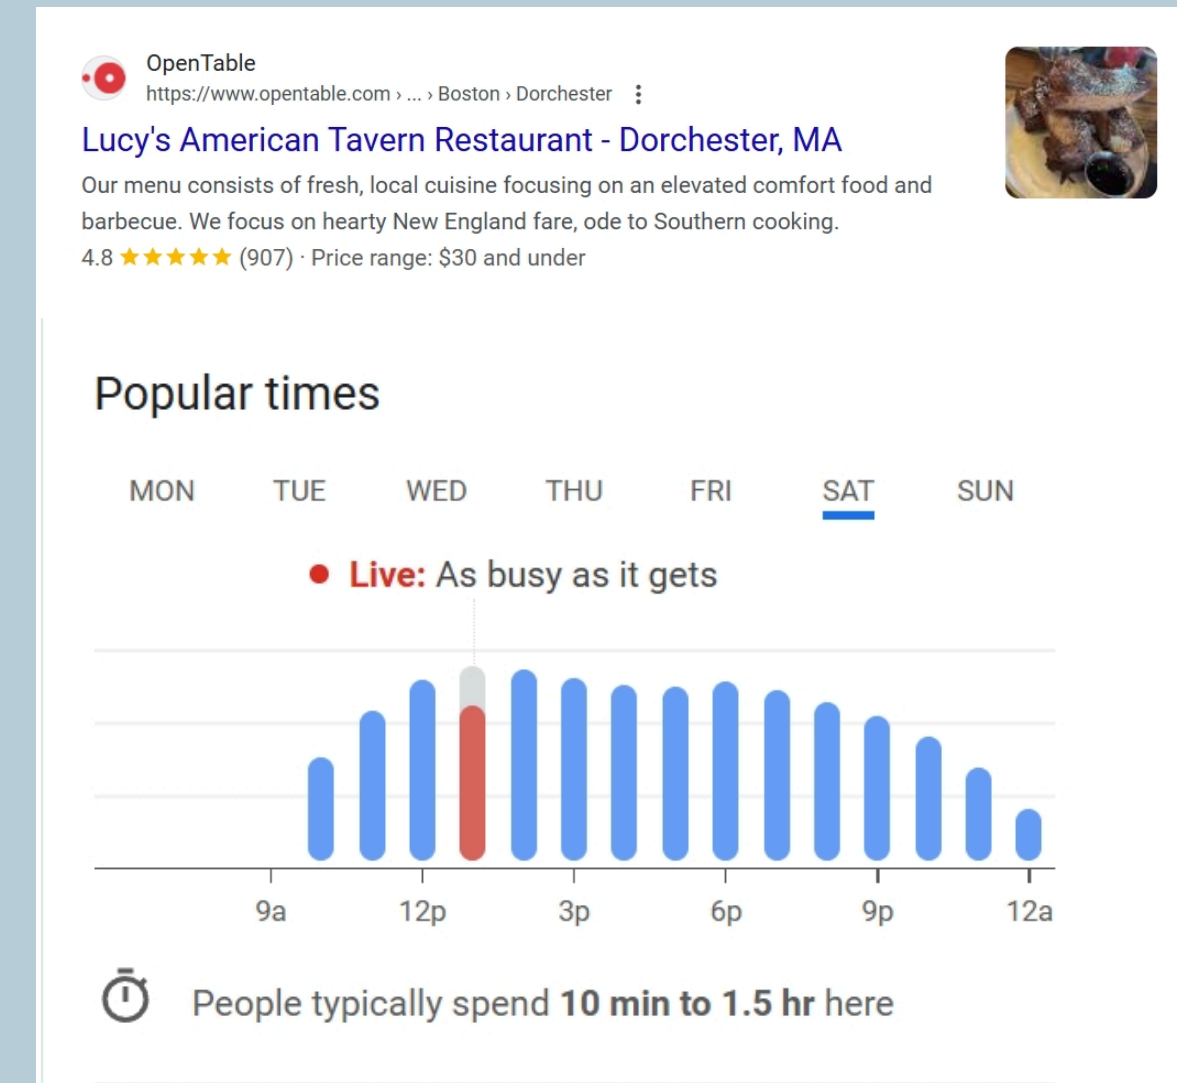 OpenTable
https://www.opentable.com › ... › Boston › Dorchester
Lucy's American Tavern Restaurant - Dorchester, MA
Our menu consists of fresh, local cuisine focusing on an elevated comfort food and
barbecue. We focus on hearty New England fare, ode to Southern cooking.
4.8 ★★★★★ (907) · Price range: $30 and under
Popular times
MON TUE WED THU FRI SAT SUN
Live: As busy as it gets
9a 12p 3p 6p 9p 12a
People typically spend 10 min to 1.5 hr here